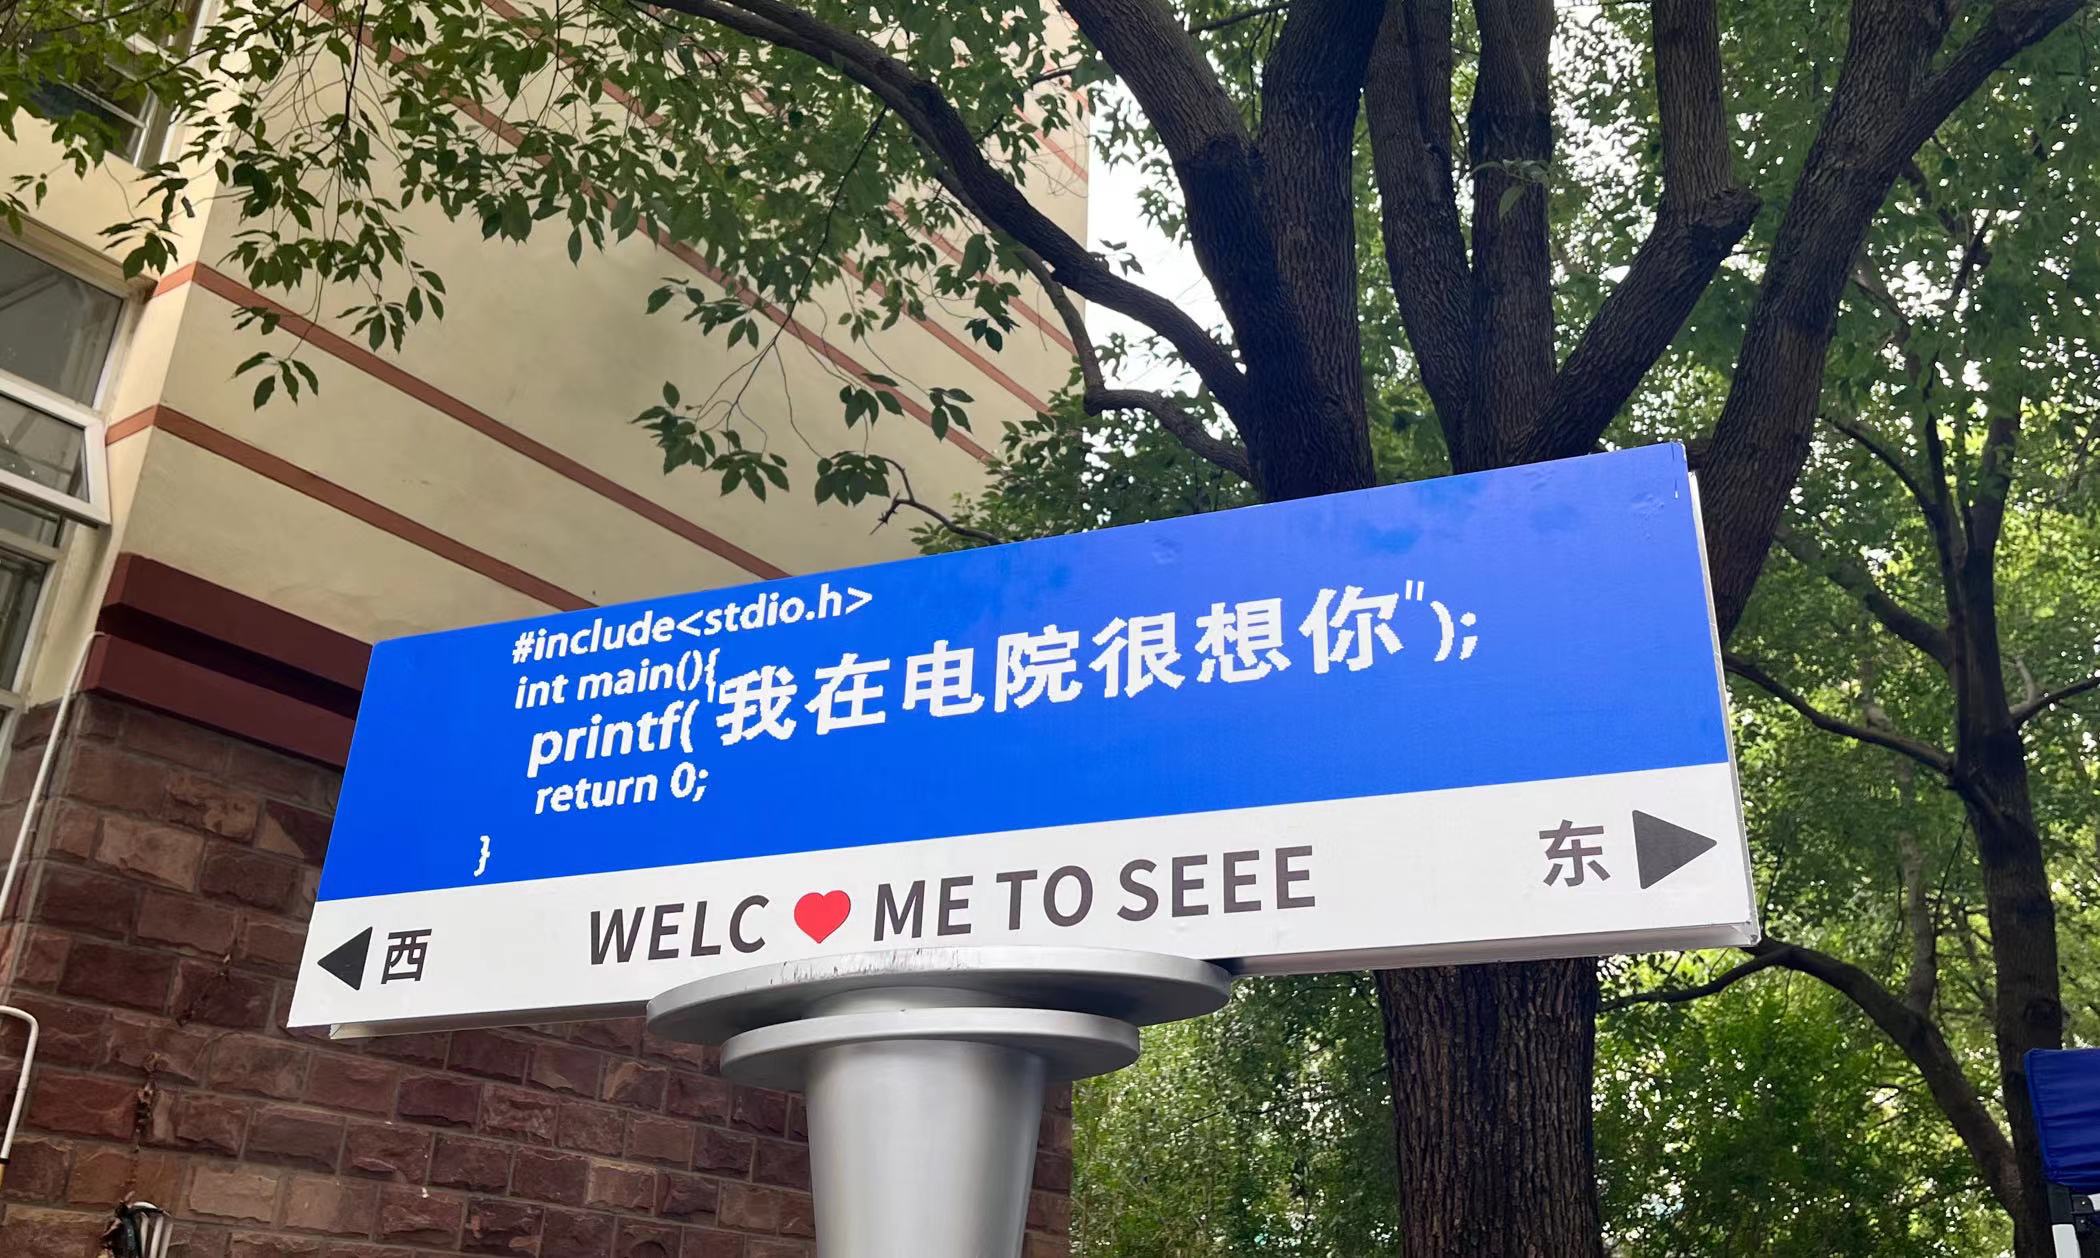 #include<stdio.h>
int main(){
printf("我在电院很想你");
return 0;
}
西
WELC❤ME TO SEEE
东